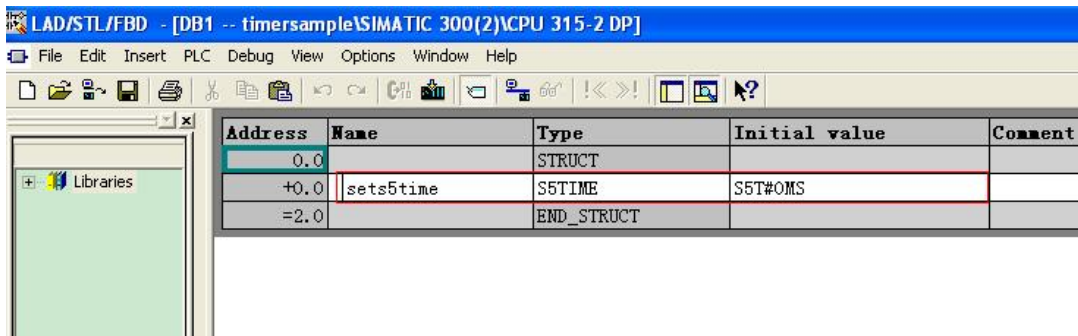 LAD/STL/FBD - [DB1 -- timersample\SIMATIC 300(2)\CPU 315-2 DP]
File Edit Insert PLC Debug View Options Window Help
Libraries
Address Name Type Initial value Comment
0.0 STRUCT
+0.0 sets5time S5TIME S5T#0MS
=2.0 END_STRUCT